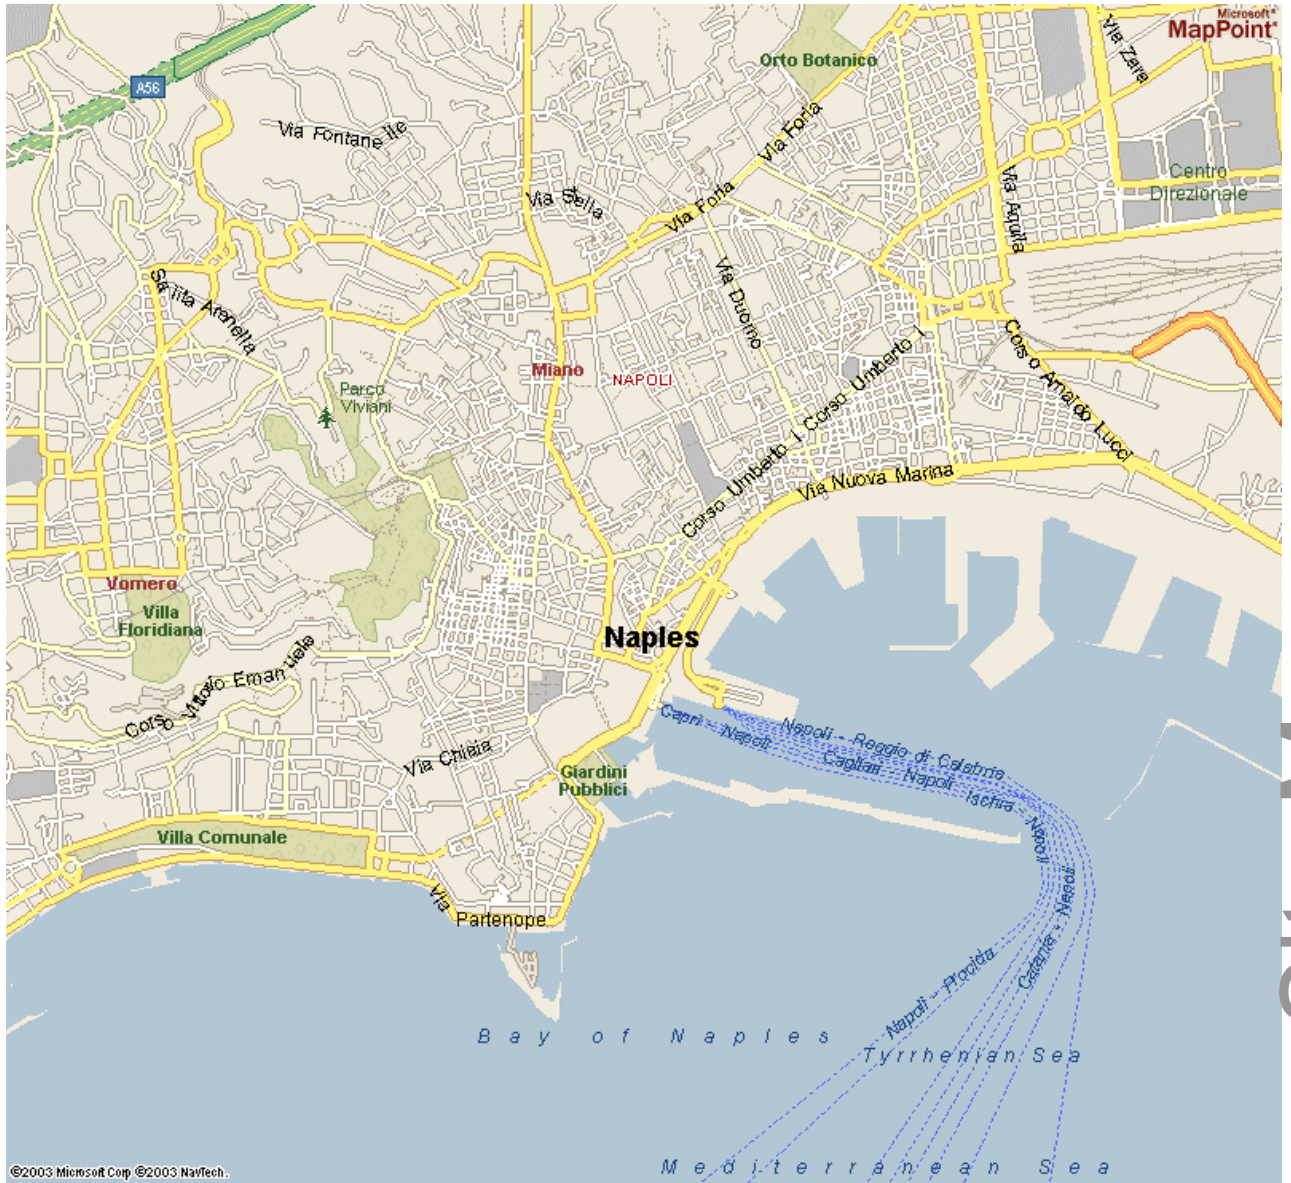 Microsoft®
MapPoint®
Orto Botanico
Via Zara
A56
Via Foria
Via Fontanelle
Centro
Direzionale
Via Aquila
Via Sella
Via Foria
Via Duomo
Santa Arenella
Corso Arnaldo Lucci
Corso Umberto I
Miano
NAPOLI
Parco
Viviani
Corso Umberto I
Via Nuova Marina
Vomero
Villa
Floridiana
Naples
Corso Vittorio Emanuele
Capri - Napoli
Napoli - Reggio di Calabria
Cagliari - Napoli
Napoli - Ischia
Via Chiaia
Giardini
Pubblici
Villa Comunale
Catania - Napoli
Via Partenope
Napoli - Procida
Bay of Naples
Tyrrhenian Sea
Mediterranean Sea
©2003 Microsoft Corp ©2003 NavTech.